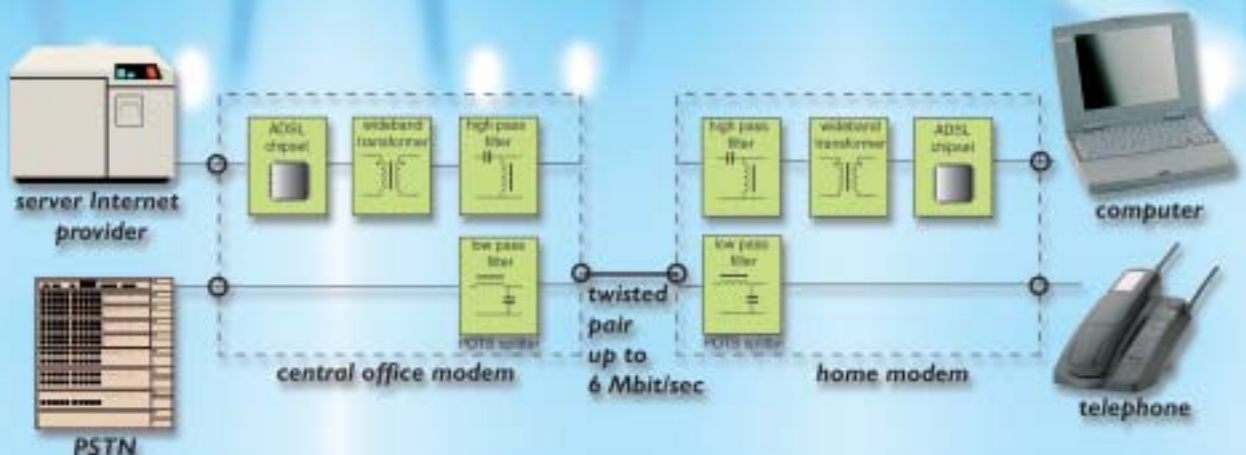 ADSL
chipset
wideband
transformer
high pass
filter
high pass
filter
wideband
transformer
ADSL
chipset
server Internet
provider
computer
low pass
filter
low pass
filter
twisted
pair
up to
6 Mbit/sec
POTS splitter
POTS splitter
central office modem
home modem
telephone
PSTN